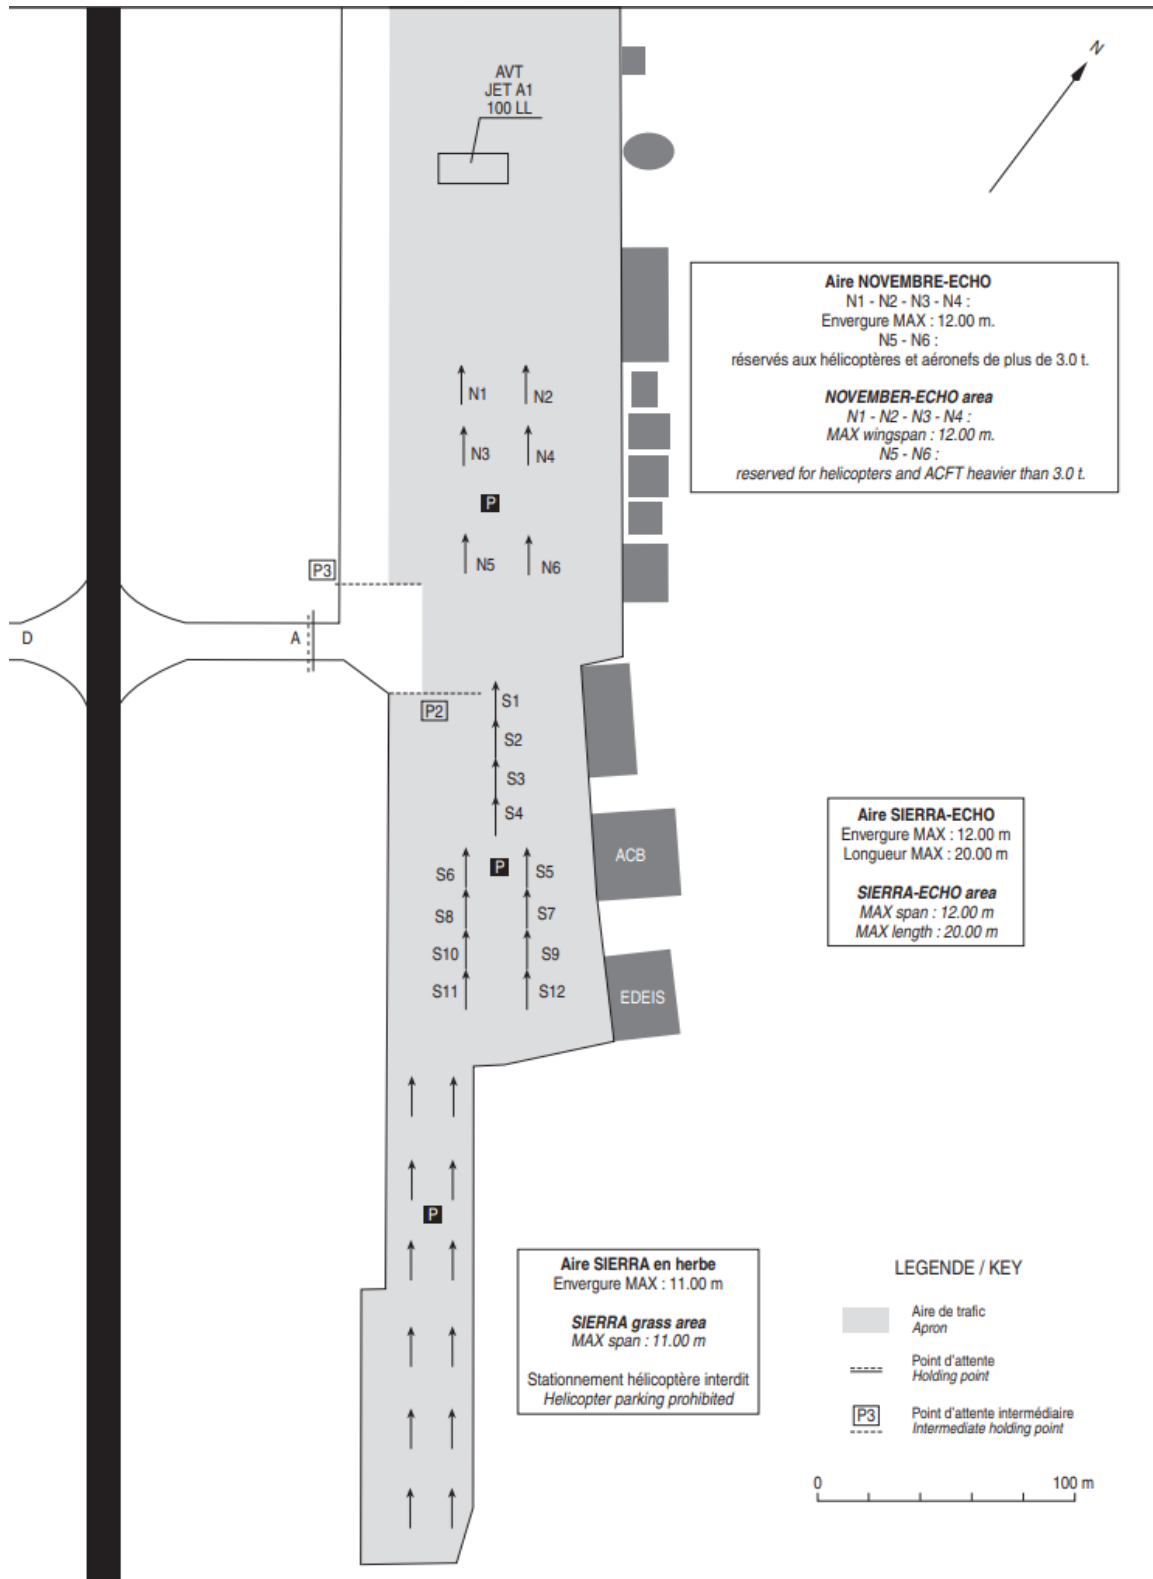 N
AVT
JET A1
100 LL
Aire NOVEMBRE-ECHO
N1 - N2 - N3 - N4 :
Envergure MAX : 12.00 m.
N5 - N6 :
réservés aux hélicoptères et aéronefs de plus de 3.0 t.
NOVEMBER-ECHO area
N1 - N2 - N3 - N4 :
MAX wingspan : 12.00 m.
N5 - N6 :
reserved for helicopters and ACFT heavier than 3.0 t.
N1
N2
N3
N4
P
N5
N6
P3
D
A
P2
S1
S2
S3
S4
P
S6
S5
S8
S7
S10
S9
S11
S12
ACB
EDEIS
Aire SIERRA-ECHO
Envergure MAX : 12.00 m
Longueur MAX : 20.00 m
SIERRA-ECHO area
MAX span : 12.00 m
MAX length : 20.00 m
P
Aire SIERRA en herbe
Envergure MAX : 11.00 m
SIERRA grass area
MAX span : 11.00 m
Stationnement hélicoptère interdit
Helicopter parking prohibited
LEGENDE / KEY
Aire de trafic
Apron
Point d'attente
Holding point
P3
Point d'attente intermédiaire
Intermediate holding point
0
100 m